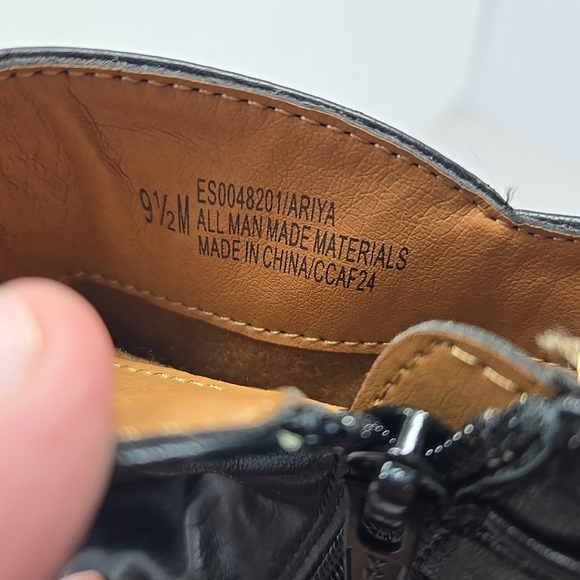 9½M
ES0048201/ARIYA
ALL MAN MADE MATERIALS
MADE IN CHINA/CCAF24